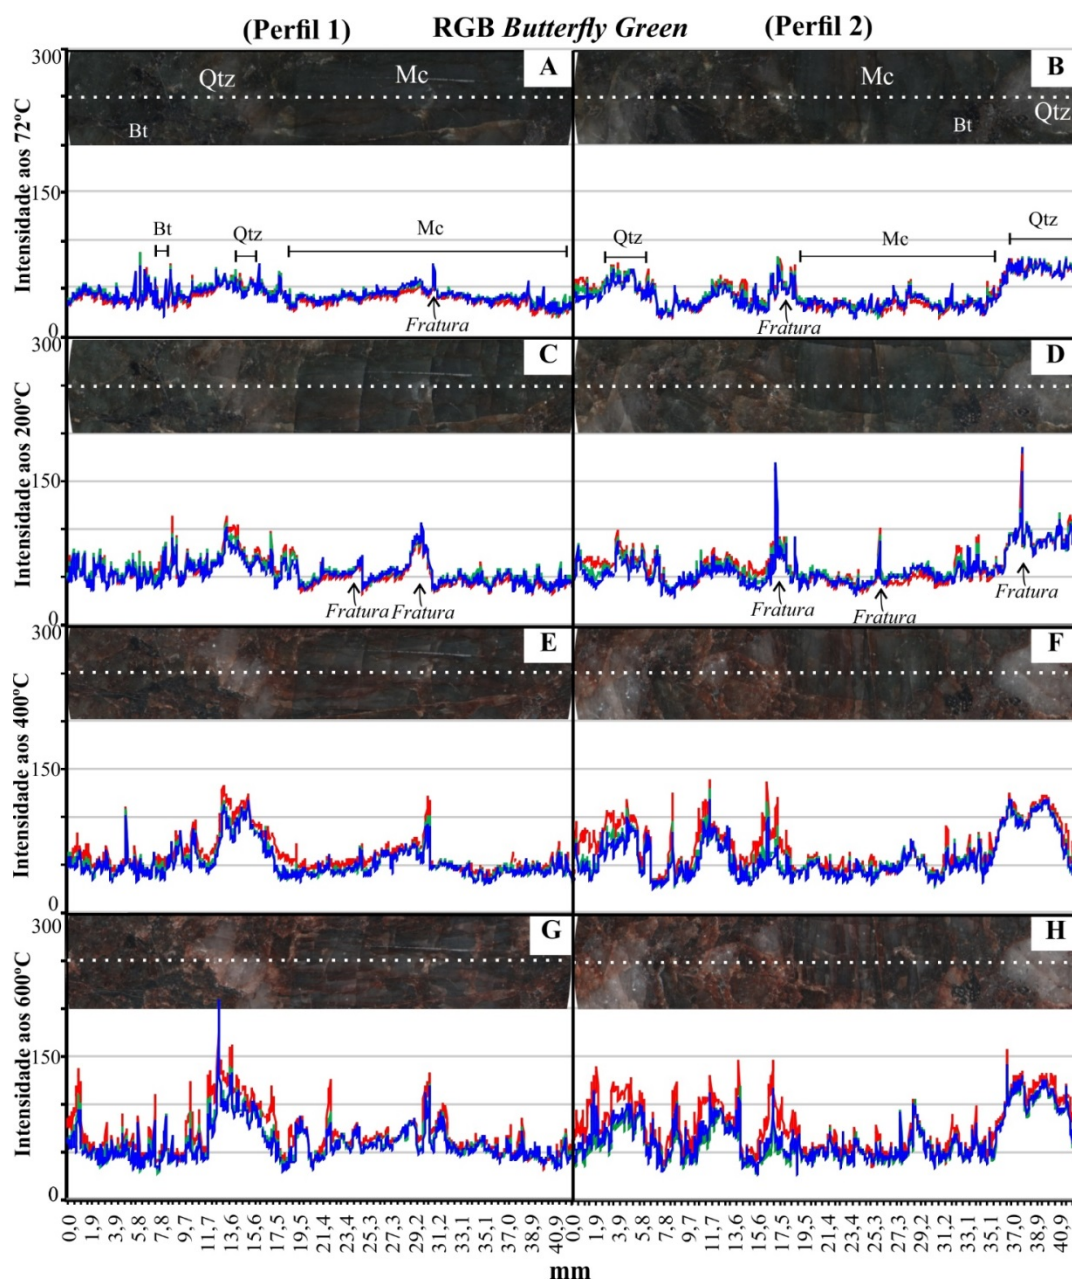 (Perfil 1) RGB Butterfly Green (Perfil 2)
300
150
0
Intensidade aos 72ºC
A
Qtz
Mc
Bt
Bt
Qtz
Mc
Fratura
B
Mc
Bt
Qtz
Qtz
Mc
Qtz
Fratura
300
150
0
Intensidade aos 200ºC
C
Fratura Fratura
D
Fratura
Fratura
Fratura
300
150
0
Intensidade aos 400ºC
E
F
300
150
0
Intensidade aos 600ºC
G
H
0,0 1,9 3,9 5,8 7,8 9,7 11,7 13,6 15,6 17,5 19,5 21,4 23,4 25,3 27,3 29,2 33,1 35,1 37,0 38,9 40,9
0,0 1,9 3,9 5,8 7,8 9,7 11,7 13,6 15,6 17,5 19,5 21,4 23,4 25,3 27,3 29,2 33,1 35,1 37,0 38,9 40,9
mm